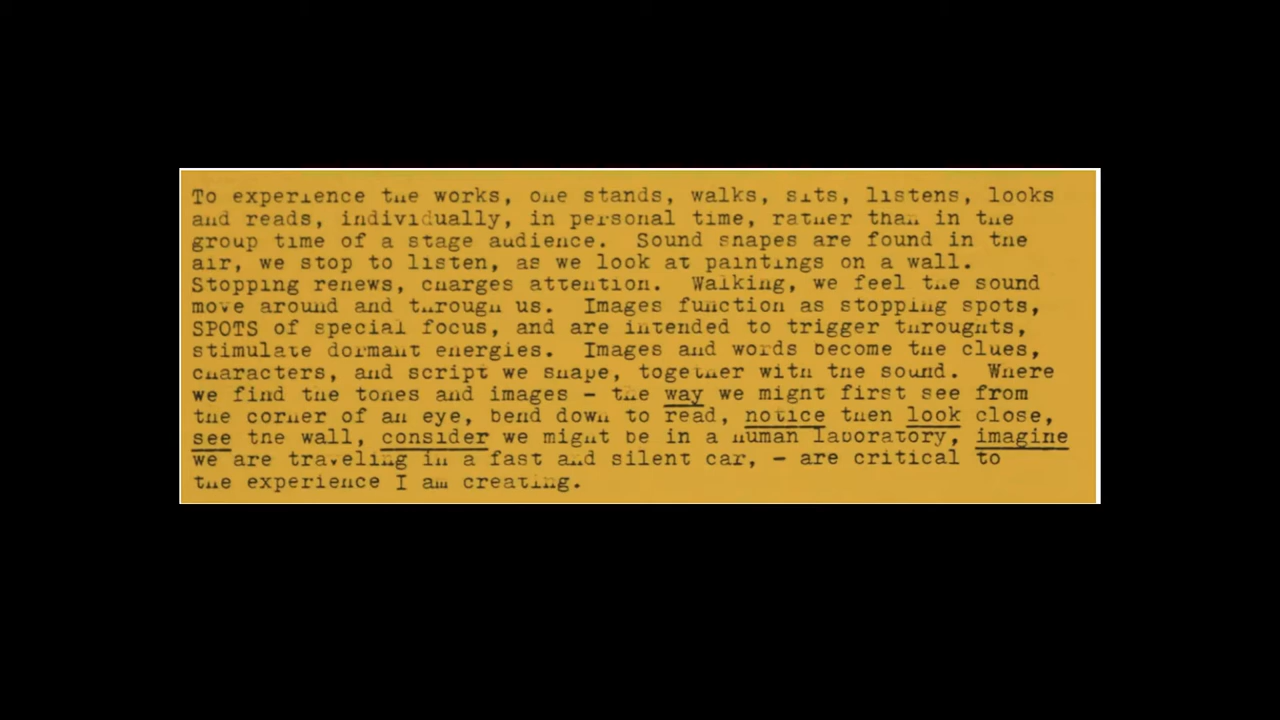 To experience the works, one stands, walks, sits, listens, looks
and reads, individually, in personal time, rather than in the
group time of a stage audience. Sound shapes are found in the
air, we stop to listen, as we look at paintings on a wall.
Stopping renews, charges attention. Walking, we feel the sound
move around and through us. Images function as stopping spots,
SPOTS of special focus, and are intended to trigger throughts,
stimulate dormant energies. Images and words become the clues,
characters, and script we shape, together with the sound. Where
we find the tones and images - the way we might first see from
the corner of an eye, bend down to read, notice then look close,
see the wall, consider we might be in a human laboratory, imagine
we are traveling in a fast and silent car, - are critical to
the experience I am creating.